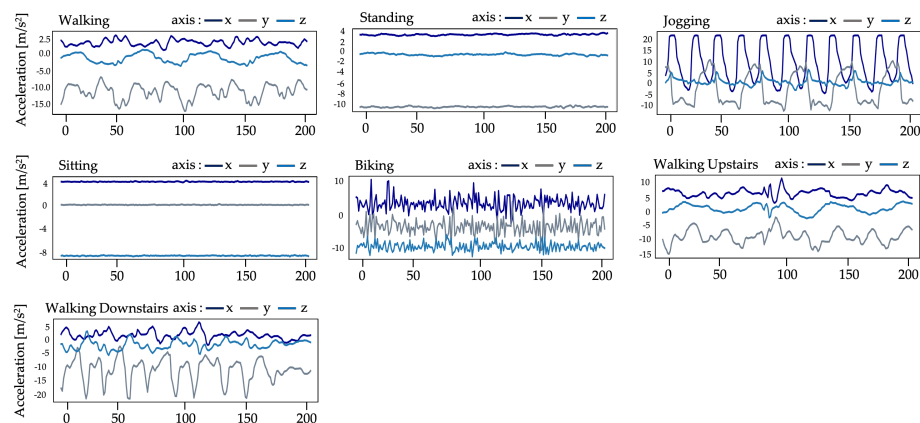 Walking axis: x y z
Standing axis: x y z
Jogging axis: x y z
Acceleration [m/s²]
2.5
0.0
-5.0
-10.0
-15.0
0 50 100 150 200
4
2
0
-2
-4
-6
-8
-10
0 50 100 150 200
20
15
10
5
0
-5
-10
0 50 100 150 200
Sitting axis: x y z
Biking axis: x y z
Walking Upstairs axis: x y z
Acceleration [m/s²]
4
0
-4
-8
0 50 100 150 200
10
0
-10
0 50 100 150 200
10
5
0
-5
-10
-15
0 50 100 150 200
Walking Downstairs axis: x y z
Acceleration [m/s²]
5
0
-5
-10
-15
-20
0 50 100 150 200